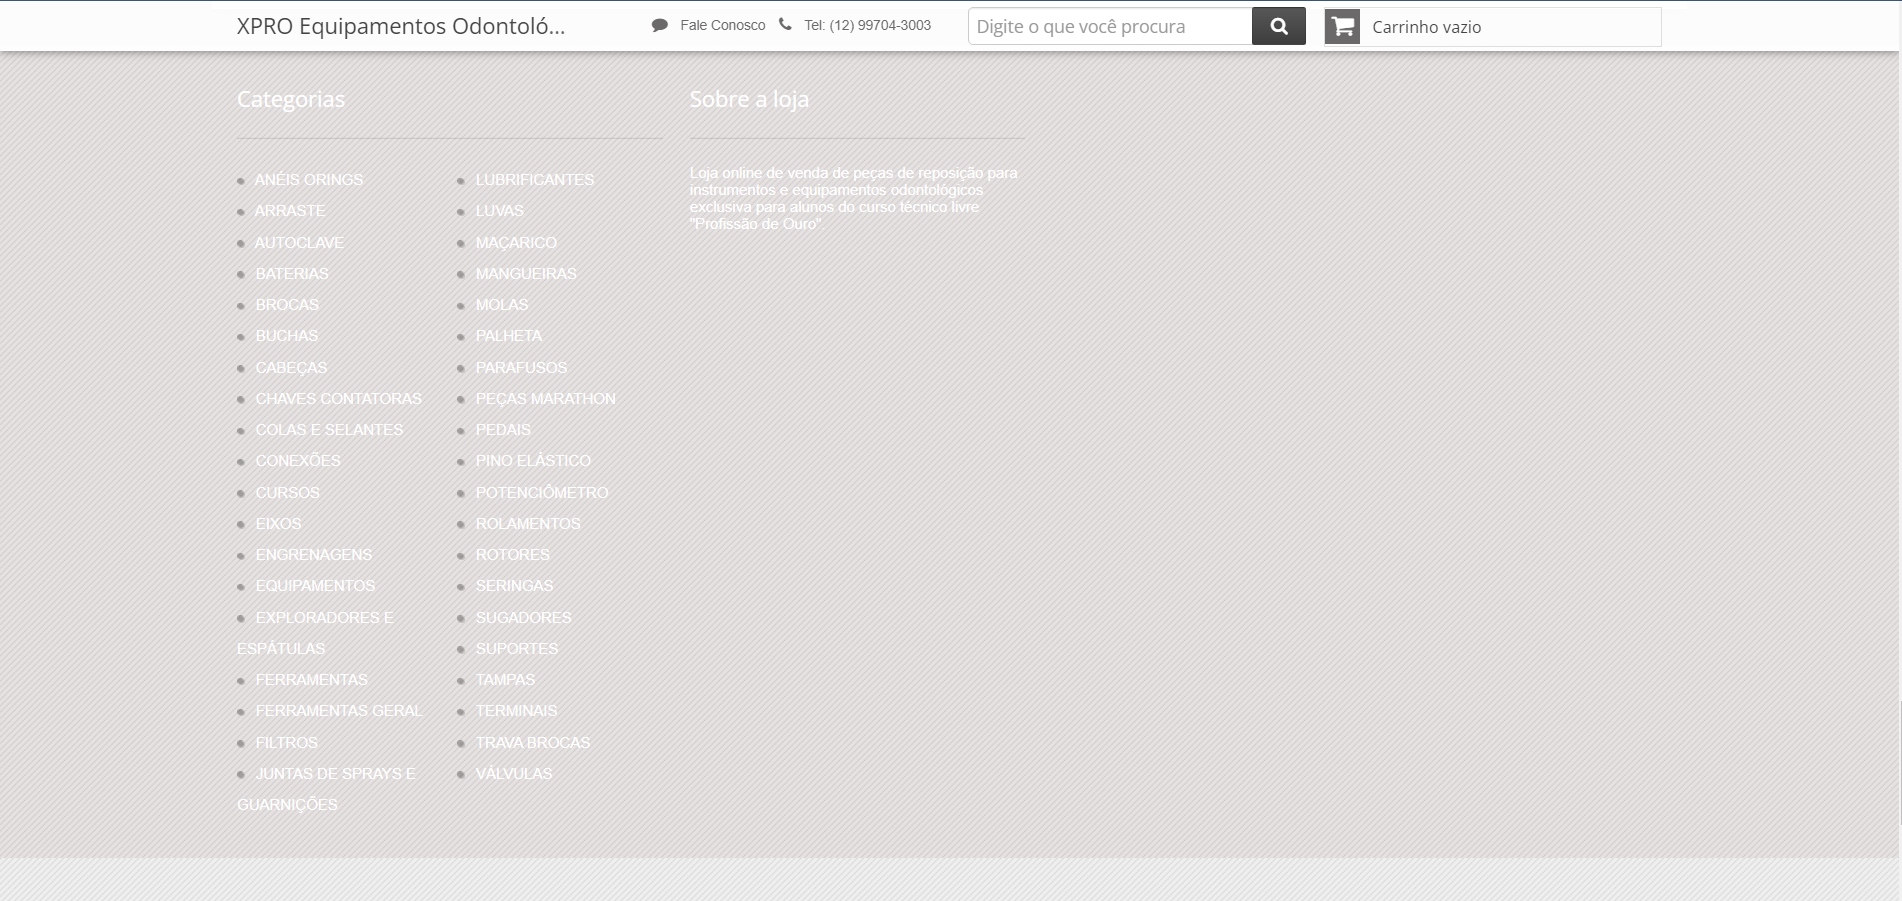 XPRO Equipamentos Odontoló...
Fale Conosco
Tel: (12) 99704-3003
Digite o que você procura
Carrinho vazio
Categorias
ANÉIS ORINGS
ARRASTE
AUTOCLAVE
BATERIAS
BROCAS
BUCHAS
CABEÇAS
CHAVES CONTATORAS
COLAS E SELANTES
CONEXÕES
CURSOS
EIXOS
ENGRENAGENS
EQUIPAMENTOS
EXPLORADORES E
ESPÁTULAS
FERRAMENTAS
FERRAMENTAS GERAL
FILTROS
JUNTAS DE SPRAYS E
GUARNIÇÕES
LUBRIFICANTES
LUVAS
MAÇARICO
MANGUEIRAS
MOLAS
PALHETA
PARAFUSOS
PEÇAS MARATHON
PEDAIS
PINO ELÁSTICO
POTENCIÔMETRO
ROLAMENTOS
ROTORES
SERINGAS
SUGADORES
SUPORTES
TAMPAS
TERMINAIS
TRAVA BROCAS
VÁLVULAS
Sobre a loja
Loja online de venda de peças de reposição para
instrumentos e equipamentos odontológicos
exclusiva para alunos do curso técnico livre
"Profissão de Ouro".